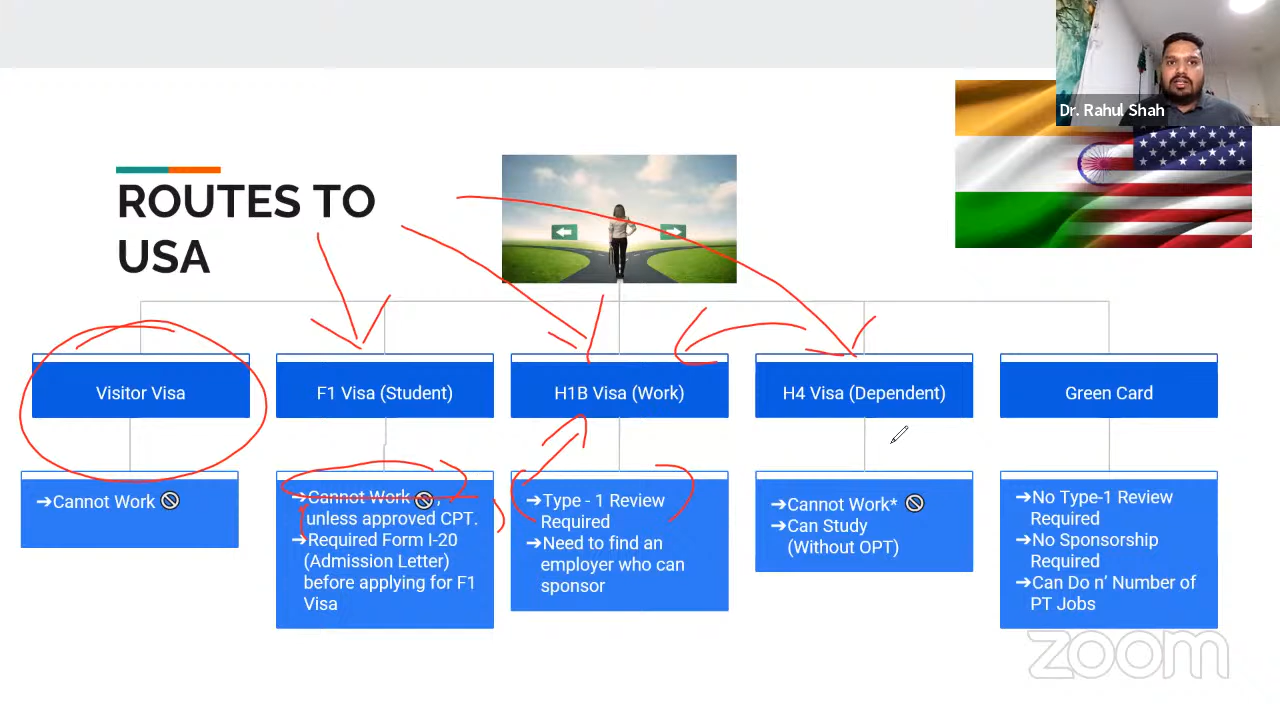 Dr. Rahul Shah
ROUTES TO
USA
Visitor Visa
F1 Visa (Student)
H1B Visa (Work)
H4 Visa (Dependent)
Green Card
➔Cannot Work
➔Cannot Work ,
unless approved CPT.
➔Required Form I-20
(Admission Letter)
before applying for F1
Visa
➔Type - 1 Review
Required
➔Need to find an
employer who can
sponsor
➔Cannot Work*
➔Can Study
(Without OPT)
➔No Type-1 Review
Required
➔No Sponsorship
Required
➔Can Do n’ Number of
PT Jobs
zoom